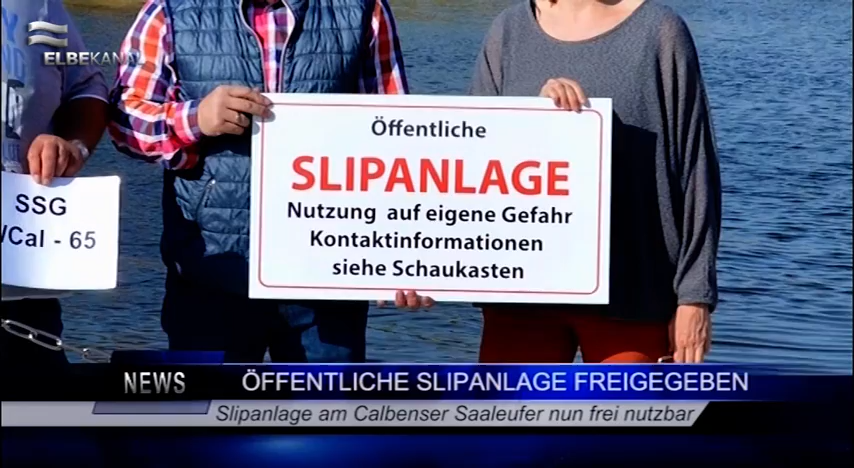 ELBEKANAL
SSG
Cal - 65
Öffentliche
SLIPANLAGE
Nutzung auf eigene Gefahr
Kontaktinformationen
siehe Schaukasten
NEWS
ÖFFENTLICHE SLIPANLAGE FREIGEGEBEN
Slipanlage am Calbenser Saaleufer nun frei nutzbar